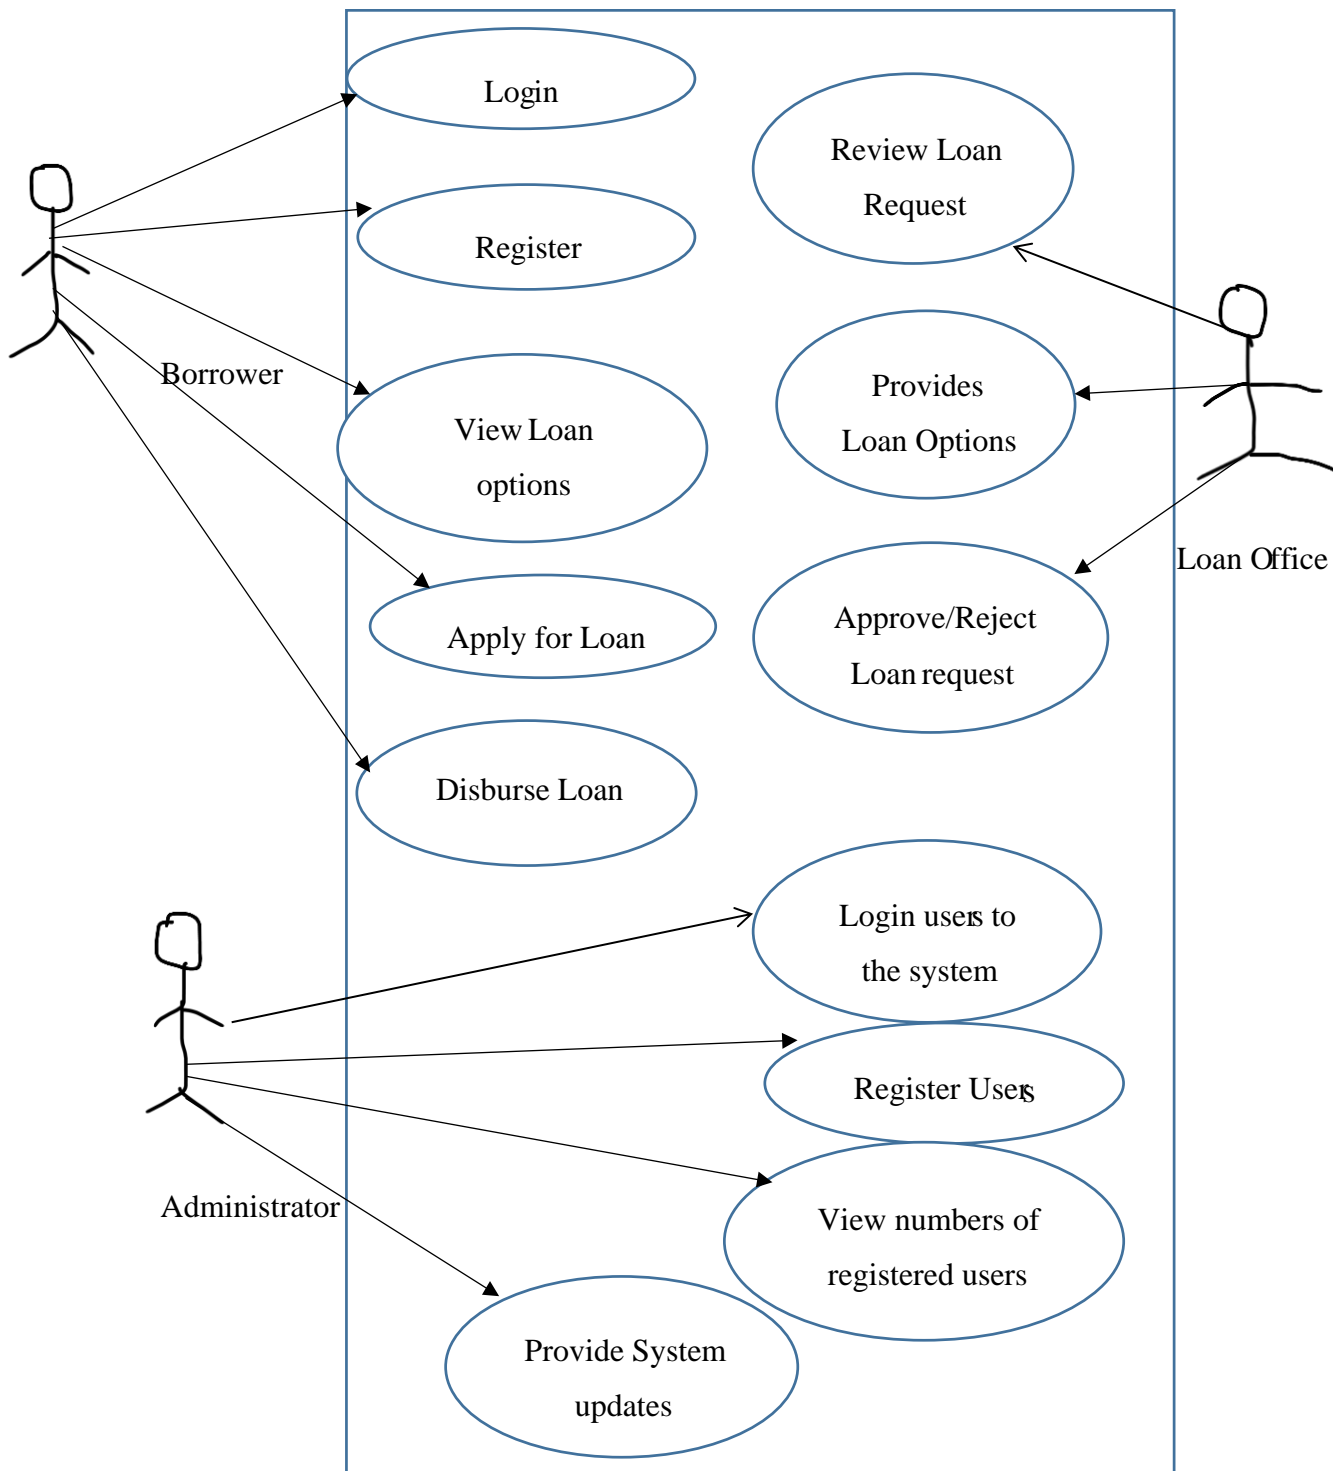 Login
Review Loan
Request
Register
Borrower
View Loan
options
Provides
Loan Options
Loan Office
Apply for Loan
Approve/Reject
Loan request
Disburse Loan
Login users to
the system
Register Users
Administrator
View numbers of
registered users
Provide System
updates